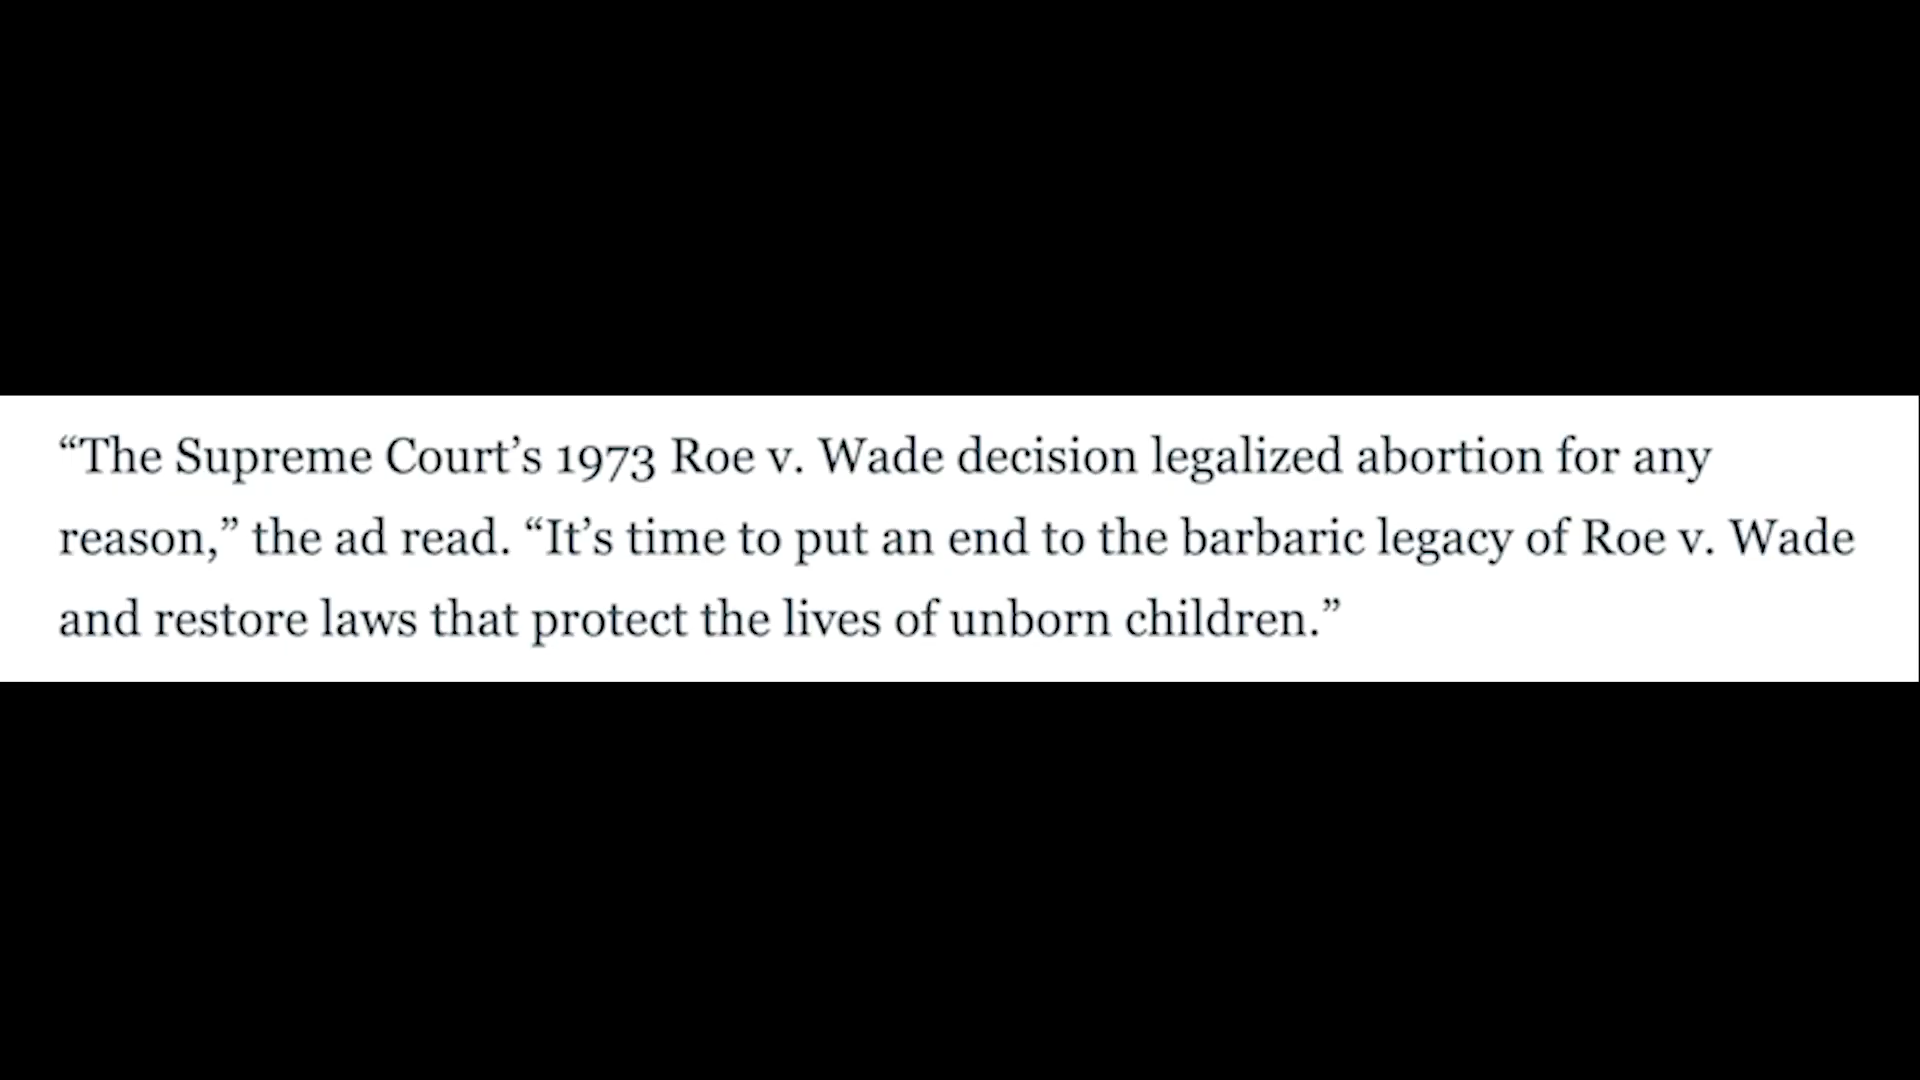 “The Supreme Court’s 1973 Roe v. Wade decision legalized abortion for any
reason,” the ad read. “It’s time to put an end to the barbaric legacy of Roe v. Wade
and restore laws that protect the lives of unborn children.”